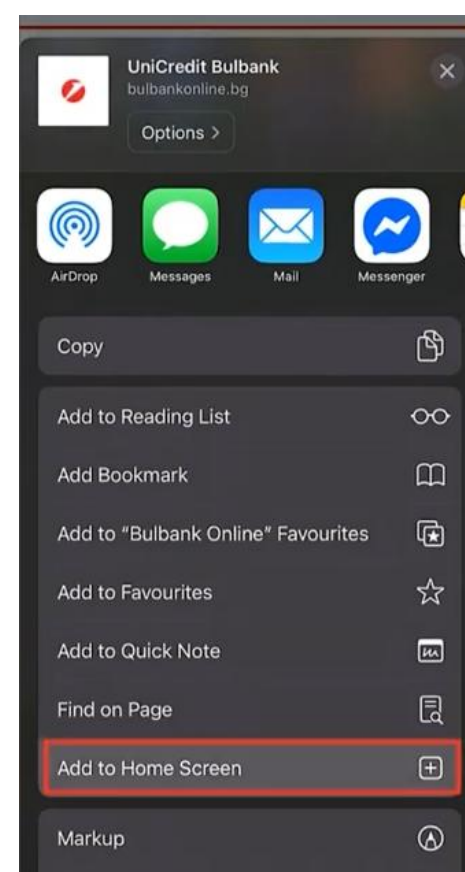 UniCredit Bulbank
bulbankonline.bg
Options >
AirDrop
Messages
Mail
Messenger
Copy
Add to Reading List
Add Bookmark
Add to “Bulbank Online” Favourites
Add to Favourites
Add to Quick Note
Find on Page
Add to Home Screen
Markup